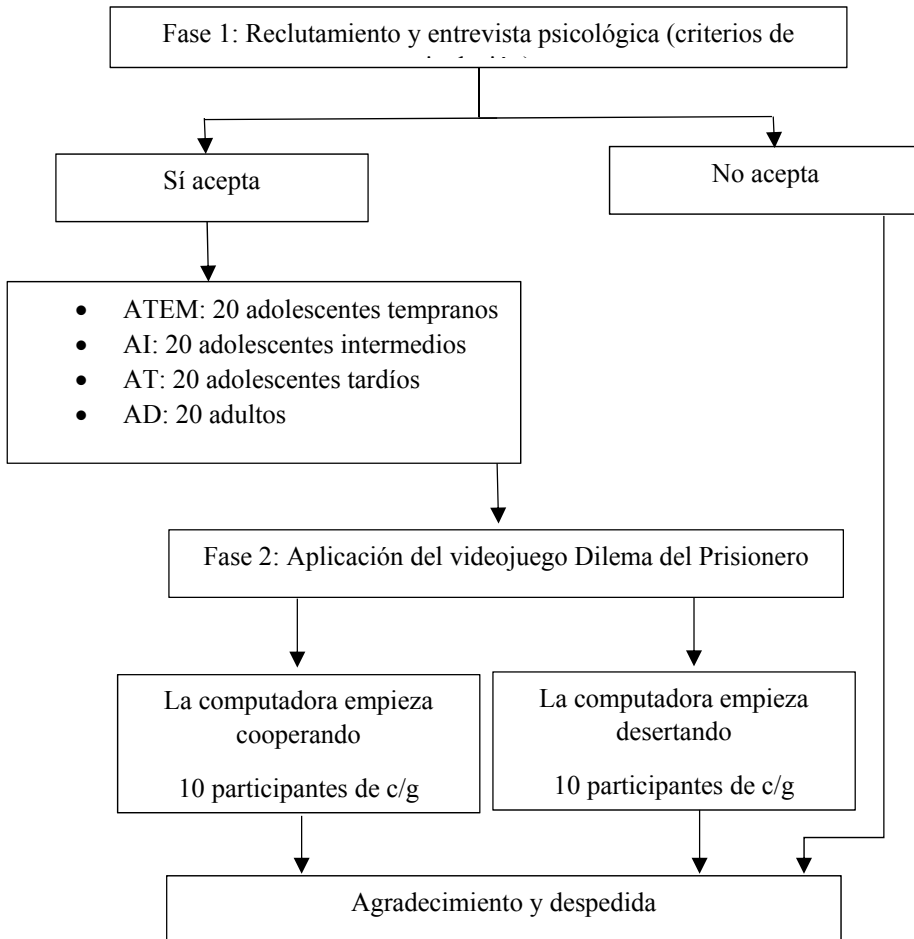 Fase 1: Reclutamiento y entrevista psicológica (criterios de
Sí acepta
No acepta
• ATEM: 20 adolescentes tempranos
• AI: 20 adolescentes intermedios
• AT: 20 adolescentes tardíos
• AD: 20 adultos
Fase 2: Aplicación del videojuego Dilema del Prisionero
La computadora empieza
cooperando
10 participantes de c/g
La computadora empieza
desertando
10 participantes de c/g
Agradecimiento y despedida